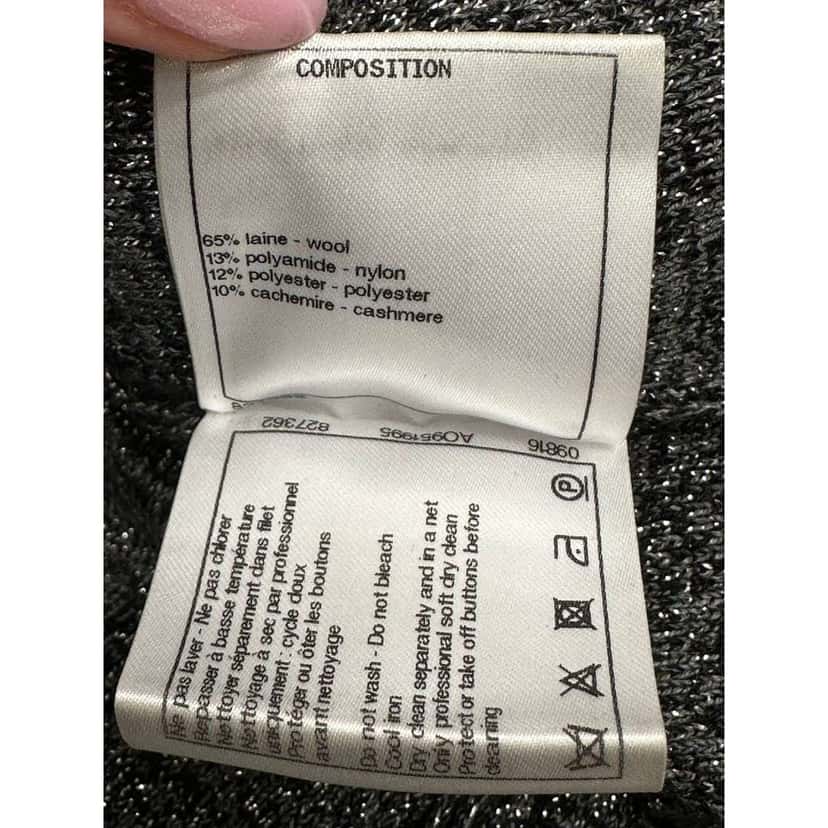 COMPOSITION
65% laine - wool
13% polyamide - nylon
12% polyester - polyester
10% cachemire - cashmere
09816
AO951995
827362
Ne pas laver - Ne pas chlorer
Repasser à basse température
Nettoyer séparement dans filet
Nettoyage à sec par professionnel
uniquement : cycle doux
Protéger ou ôter les boutons
avant nettoyage
Do not wash - Do not bleach
Cool iron
Dry clean separately and in a net
Only professional soft dry clean
Protect or take off buttons before
cleaning
P